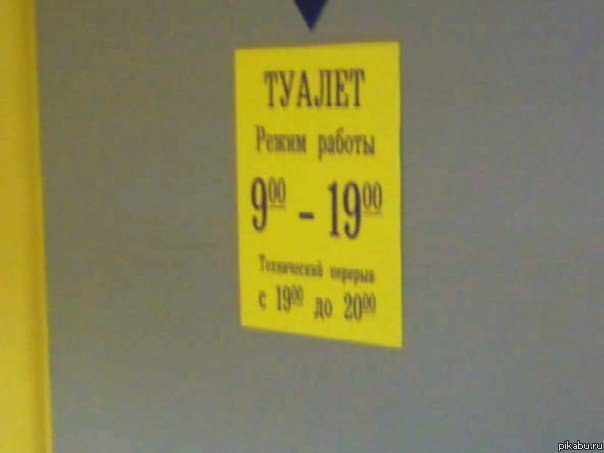 ТУАЛЕТ
Режим работы
9⁰⁰ – 19⁰⁰
Технический перерыв
с 19⁰⁰ до 20⁰⁰
pikabu.ru